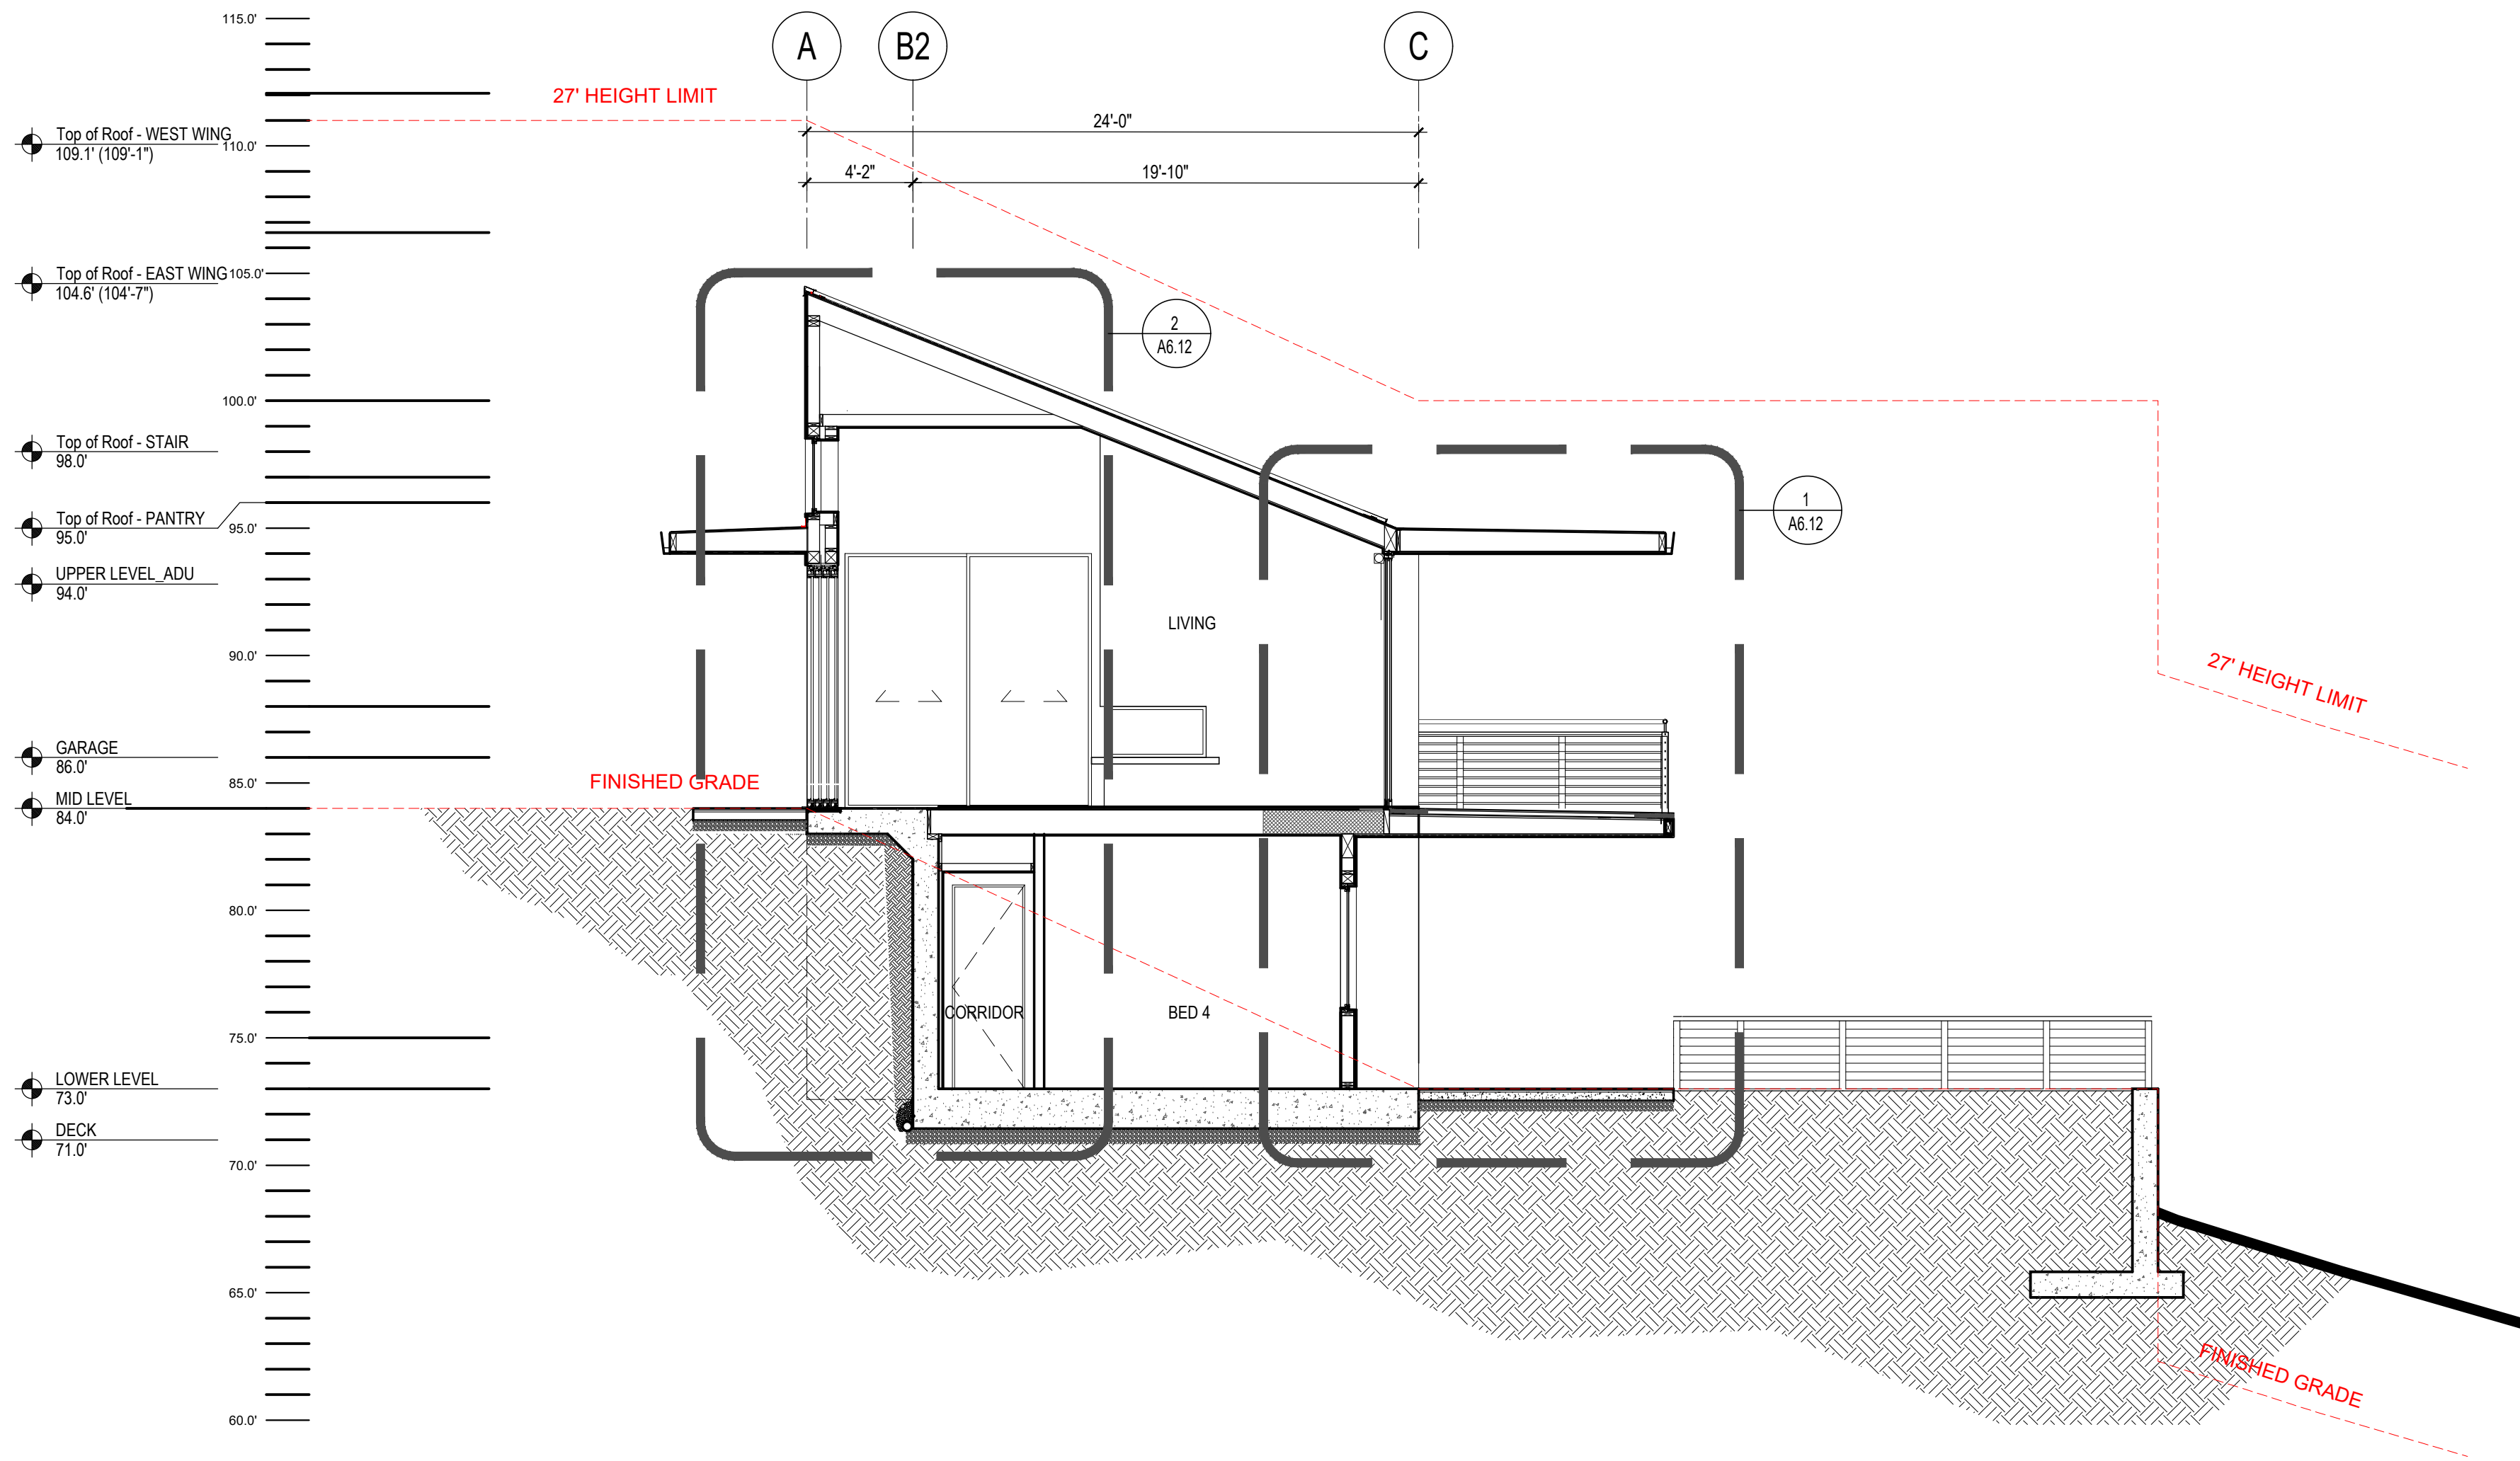 115.0'
A
B2
C
27' HEIGHT LIMIT
24'-0"
Top of Roof - WEST WING
109.1' (109'-1")
110.0'
4'-2"
19'-10"
Top of Roof - EAST WING
104.6' (104'-7")
105.0'
2
A6.12
100.0'
Top of Roof - STAIR
98.0'
1
A6.12
Top of Roof - PANTRY
95.0'
95.0'
UPPER LEVEL_ADU
94.0'
LIVING
90.0'
27' HEIGHT LIMIT
GARAGE
86.0'
85.0'
FINISHED GRADE
MID LEVEL
84.0'
80.0'
CORRIDOR
BED 4
75.0'
LOWER LEVEL
73.0'
DECK
71.0'
70.0'
65.0'
FINISHED GRADE
60.0'